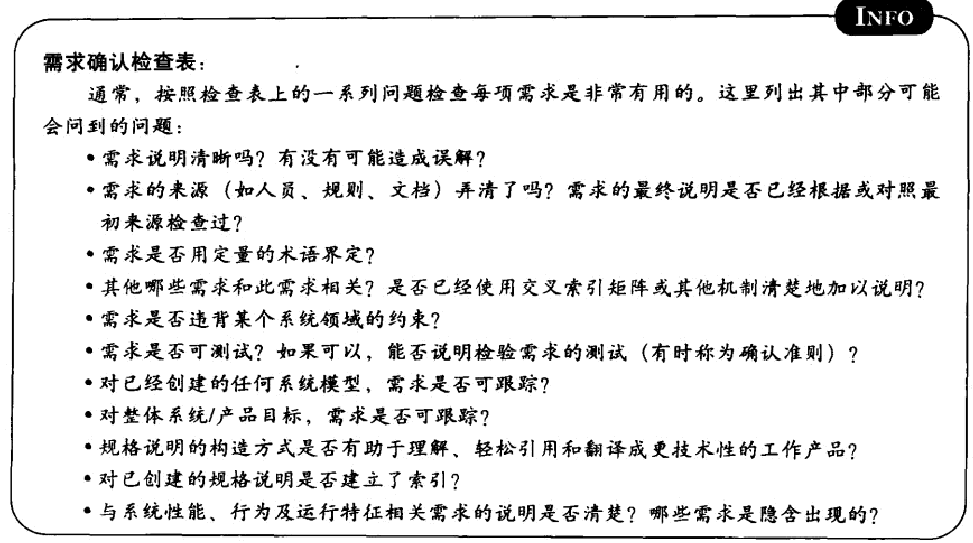 INFO
需求确认检查表：
通常，按照检查表上的一系列问题检查每项需求是非常有用的。这里列出其中部分可能
会问到的问题：
• 需求说明清晰吗？有没有可能造成误解？
• 需求的来源（如人员、规则、文档）弄清了吗？需求的最终说明是否已经根据或对照最
初来源检查过？
• 需求是否用定量的术语界定？
• 其他哪些需求和此需求相关？是否已经使用交叉索引矩阵或其他机制清楚地加以说明？
• 需求是否违背某个系统领域的约束？
• 需求是否可测试？如果可以，能否说明检验需求的测试（有时称为确认准则）？
• 对已经创建的任何系统模型，需求是否可跟踪？
• 对整体系统/产品目标，需求是否可跟踪？
• 规格说明的构造方式是否有助于理解、轻松引用和翻译成更技术性的工作产品？
• 对已创建的规格说明是否建立了索引？
• 与系统性能、行为及运行特征相关需求的说明是否清楚？哪些需求是隐含出现的？